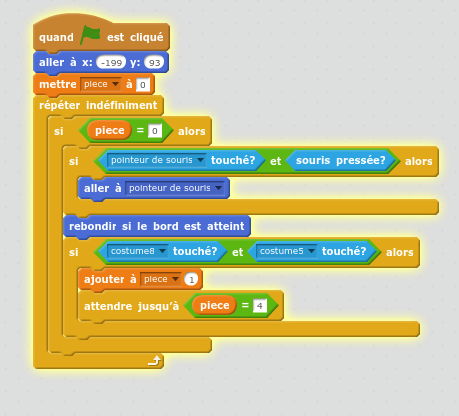 quand est cliqué
aller à x: -199 y: 93
mettre piece à 0
répéter indéfiniment
si piece = 0 alors
si pointeur de souris touché? et souris pressée? alors
aller à pointeur de souris
rebondir si le bord est atteint
si costume8 touché? et costume5 touché? alors
ajouter à piece 1
attendre jusqu'à piece = 4